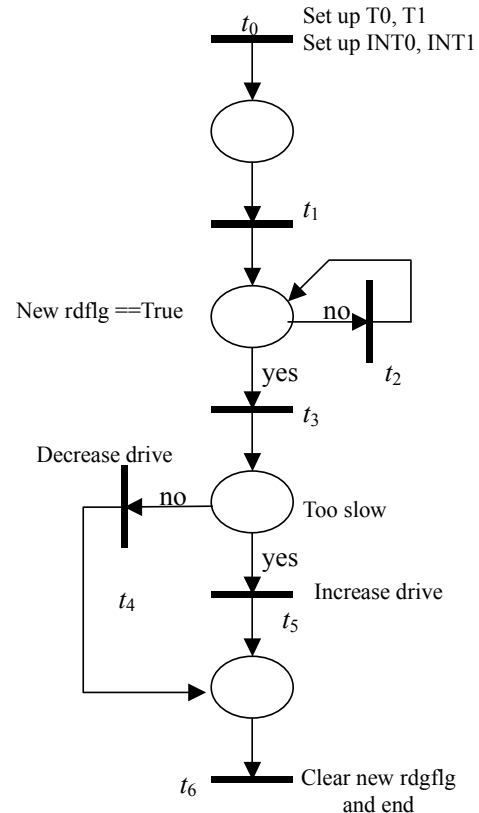 t0
Set up T0, T1
Set up INT0, INT1
t1
New rdflg ==True
no
t2
yes
t3
Decrease drive
no
Too slow
yes
t4
Increase drive
t5
t6
Clear new rdgflg
and end